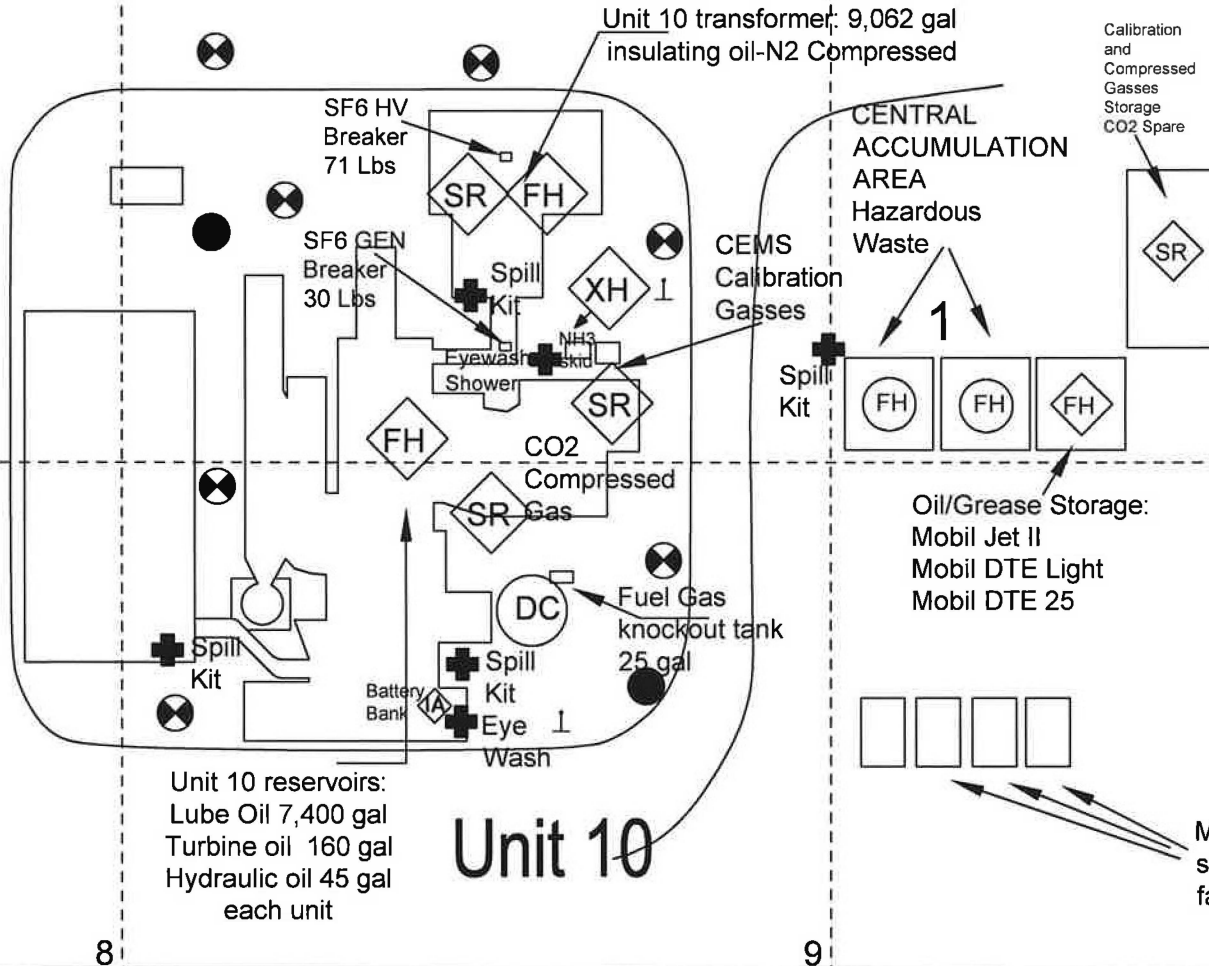 Unit 10 transformer: 9,062 gal
insulating oil-N2 Compressed
Calibration
and
Compressed
Gasses
Storage
CO2 Spare
SF6 HV
Breaker
71 Lbs
SR
FH
CENTRAL
ACCUMULATION
AREA
Hazardous
Waste
SR
SF6 GEN
Breaker
30 Lbs
Spill
Kit
XH
CEMS
Calibration
Gasses
NH3
skid
Eyewash
Shower
SR
1
Spill
Kit
FH
FH
FH
FH
CO2
Compressed
Gas
SR
Oil/Grease Storage:
Mobil Jet II
Mobil DTE Light
Mobil DTE 25
DC
Fuel Gas
knockout tank
25 gal
Spill
Kit
Spill
Kit
Battery
Bank
1A
Eye
Wash
Unit 10 reservoirs:
Lube Oil 7,400 gal
Turbine oil 160 gal
Hydraulic oil 45 gal
each unit
Unit 10
M
s
fa
8
9